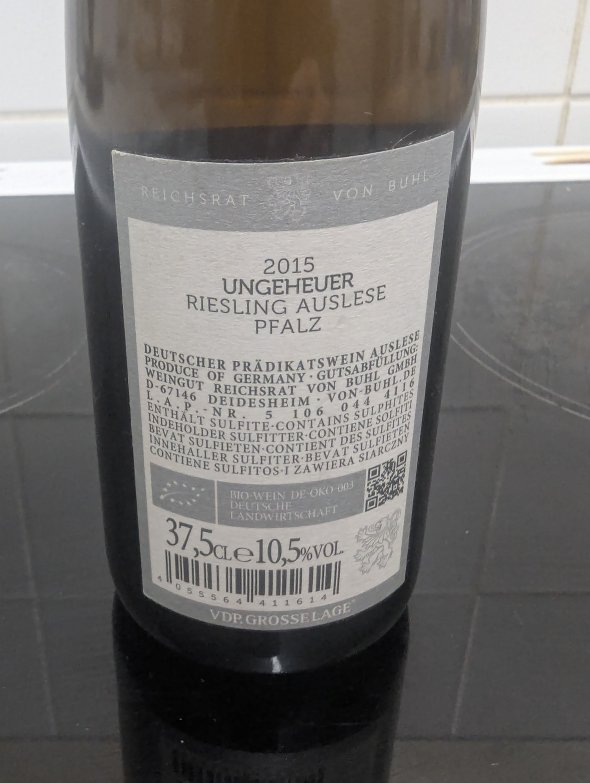 REICHSRAT VON BUHL
2015
UNGEHEUER
RIESLING AUSLESE
PFALZ
DEUTSCHER PRÄDIKATSWEIN AUSLESE
PRODUCE OF GERMANY · GUTSABFÜLLUNG:
WEINGUT REICHSRAT VON BUHL GMBH
D-67146 DEIDESHEIM · VON-BUHL.DE
L. A. P. - NR. 5 106 044 4116
ENTHÄLT SULFITE · CONTAINS SULPHITES
INDEHOLDER SULFITTER · CONTIENE SOLFITI
BEVAT SULFIETEN · CONTIENT DES SULFITES
INNEHALLER SULFITER · BEVAT SULFIETEN
CONTIENE SULFITOS · I ZAWIERA SIARCZNY
BIO-WEIN DE-ÖKO-003
DEUTSCHE
LANDWIRTSCHAFT
37,5CL e 10,5%VOL.
4 055564 411614
VDP.GROSSE LAGE